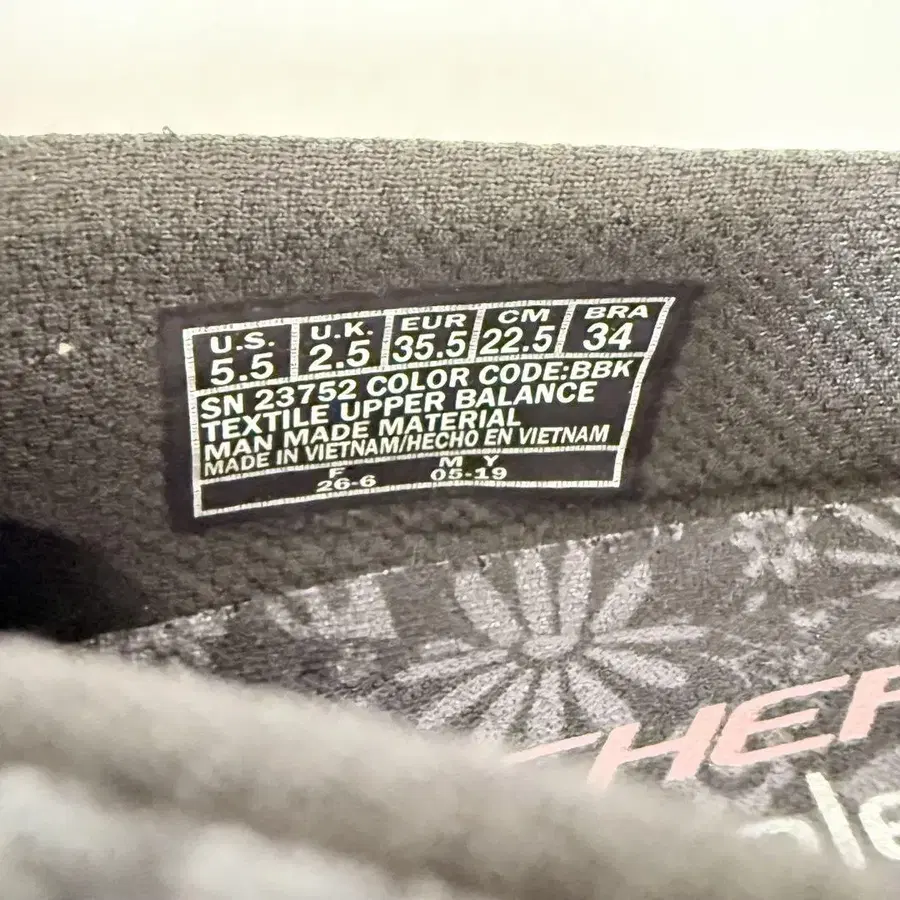 U.S. U.K. EUR CM BRA
5.5 2.5 35.5 22.5 34
SN 23752 COLOR CODE:BBK
TEXTILE UPPER BALANCE
MAN MADE MATERIAL
MADE IN VIETNAM/HECHO EN VIETNAM
F M Y
26-6 05-19